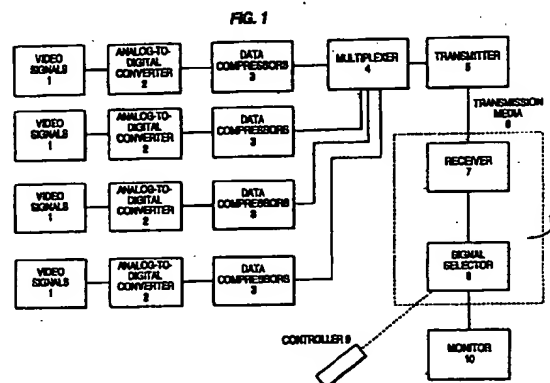 FIG. 1
VIDEO
SIGNALS
1
ANALOG-TO-
DIGITAL
CONVERTER
2
DATA
COMPRESSORS
3
MULTIPLEXER
4
TRANSMITTER
5
VIDEO
SIGNALS
1
ANALOG-TO-
DIGITAL
CONVERTER
2
DATA
COMPRESSORS
3
TRANSMISSION
MEDIA
6
RECEIVER
7
VIDEO
SIGNALS
1
ANALOG-TO-
DIGITAL
CONVERTER
2
DATA
COMPRESSORS
3
SIGNAL
SELECTOR
8
VIDEO
SIGNALS
1
ANALOG-TO-
DIGITAL
CONVERTER
2
DATA
COMPRESSORS
3
CONTROLLER 9
MONITOR
10